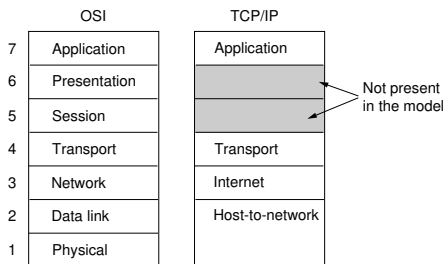 OSI TCP/IP
7 Application Application
6 Presentation
Not present
in the model
5 Session
4 Transport Transport
3 Network Internet
2 Data link Host-to-network
1 Physical